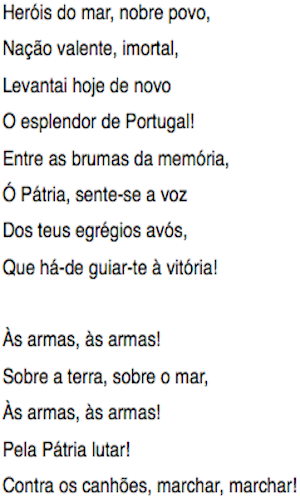 Heróis do mar, nobre povo,
Nação valente, imortal,
Levantai hoje de novo
O esplendor de Portugal!
Entre as brumas da memória,
Ó Pátria, sente-se a voz
Dos teus egrégios avós,
Que há-de guiar-te à vitória!

Às armas, às armas!
Sobre a terra, sobre o mar,
Às armas, às armas!
Pela Pátria lutar!
Contra os canhões, marchar, marchar!